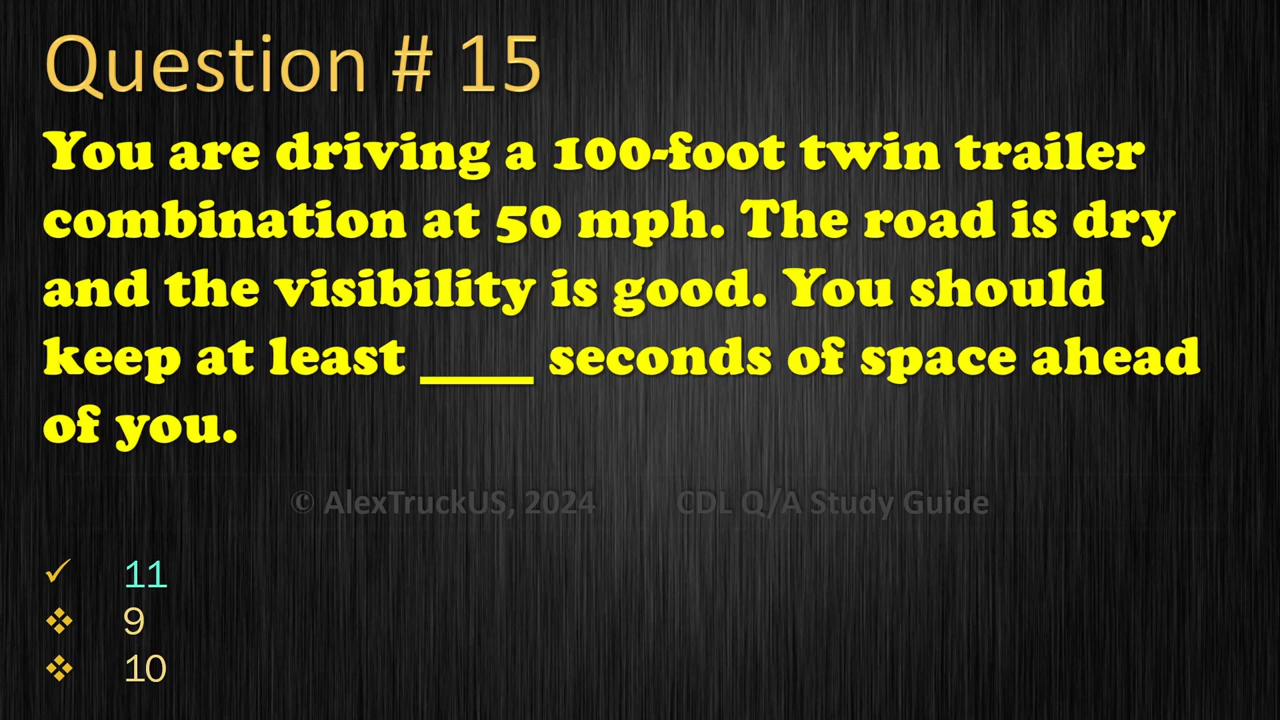 Question # 15
You are driving a 100-foot twin trailer
combination at 50 mph. The road is dry
and the visibility is good. You should
keep at least ____ seconds of space ahead
of you.
© AlexTruckUS, 2024 CDL Q/A Study Guide
✓ 11
❖ 9
❖ 10